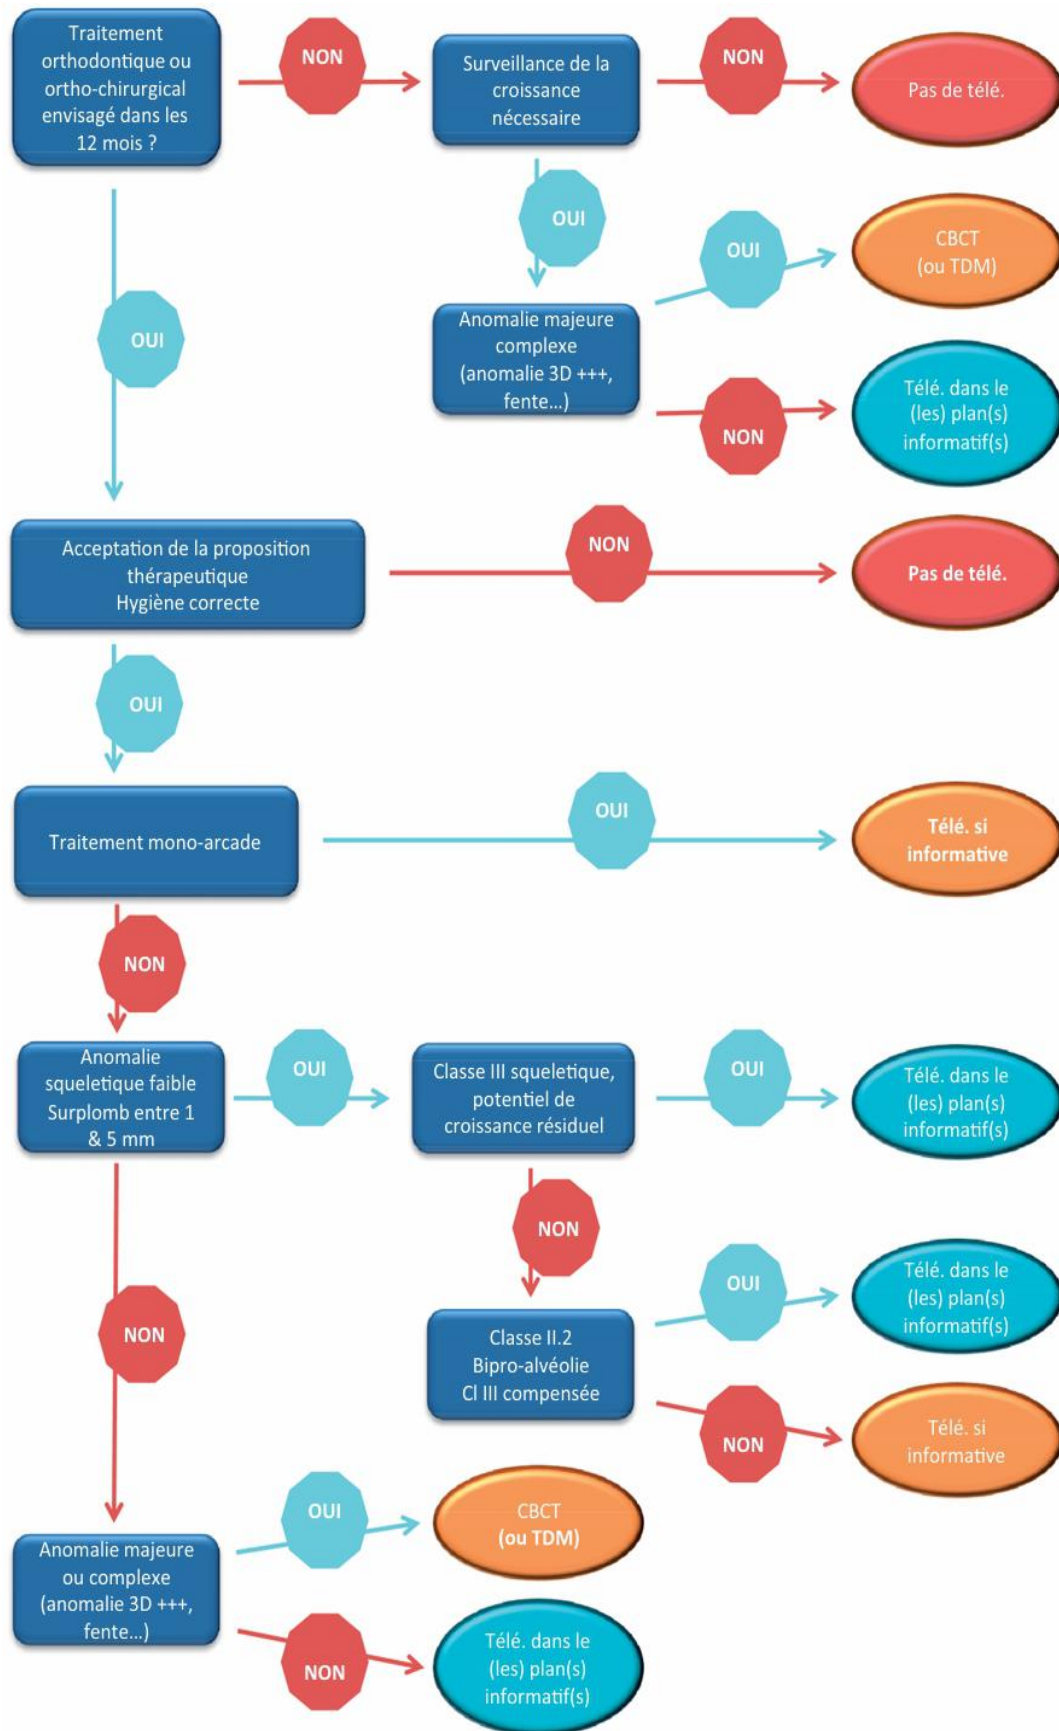 Traitement
orthodontique ou
ortho-chirurgical
envisagé dans les
12 mois ?
NON
Surveillance de la
croissance
nécessaire
NON
Pas de télé.
OUI
OUI
CBCT
(ou TDM)
OUI
Anomalie majeure
complexe
(anomalie 3D +++,
fente...)
NON
Télé. dans le
(les) plan(s)
informatif(s)
Acceptation de la proposition
thérapeutique
Hygiène correcte
NON
Pas de télé.
OUI
Traitement mono-arcade
OUI
Télé. si
informative
NON
Anomalie
squeletique faible
Surplomb entre 1
& 5 mm
OUI
Classe III squeletique,
potentiel de
croissance résiduel
OUI
Télé. dans le
(les) plan(s)
informatif(s)
NON
NON
Classe II.2
Bipro-alvéolie
Cl III compensée
OUI
Télé. dans le
(les) plan(s)
informatif(s)
NON
Télé. si
informative
Anomalie majeure
ou complexe
(anomalie 3D +++,
fente...)
OUI
CBCT
(ou TDM)
NON
Télé. dans le
(les) plan(s)
informatif(s)